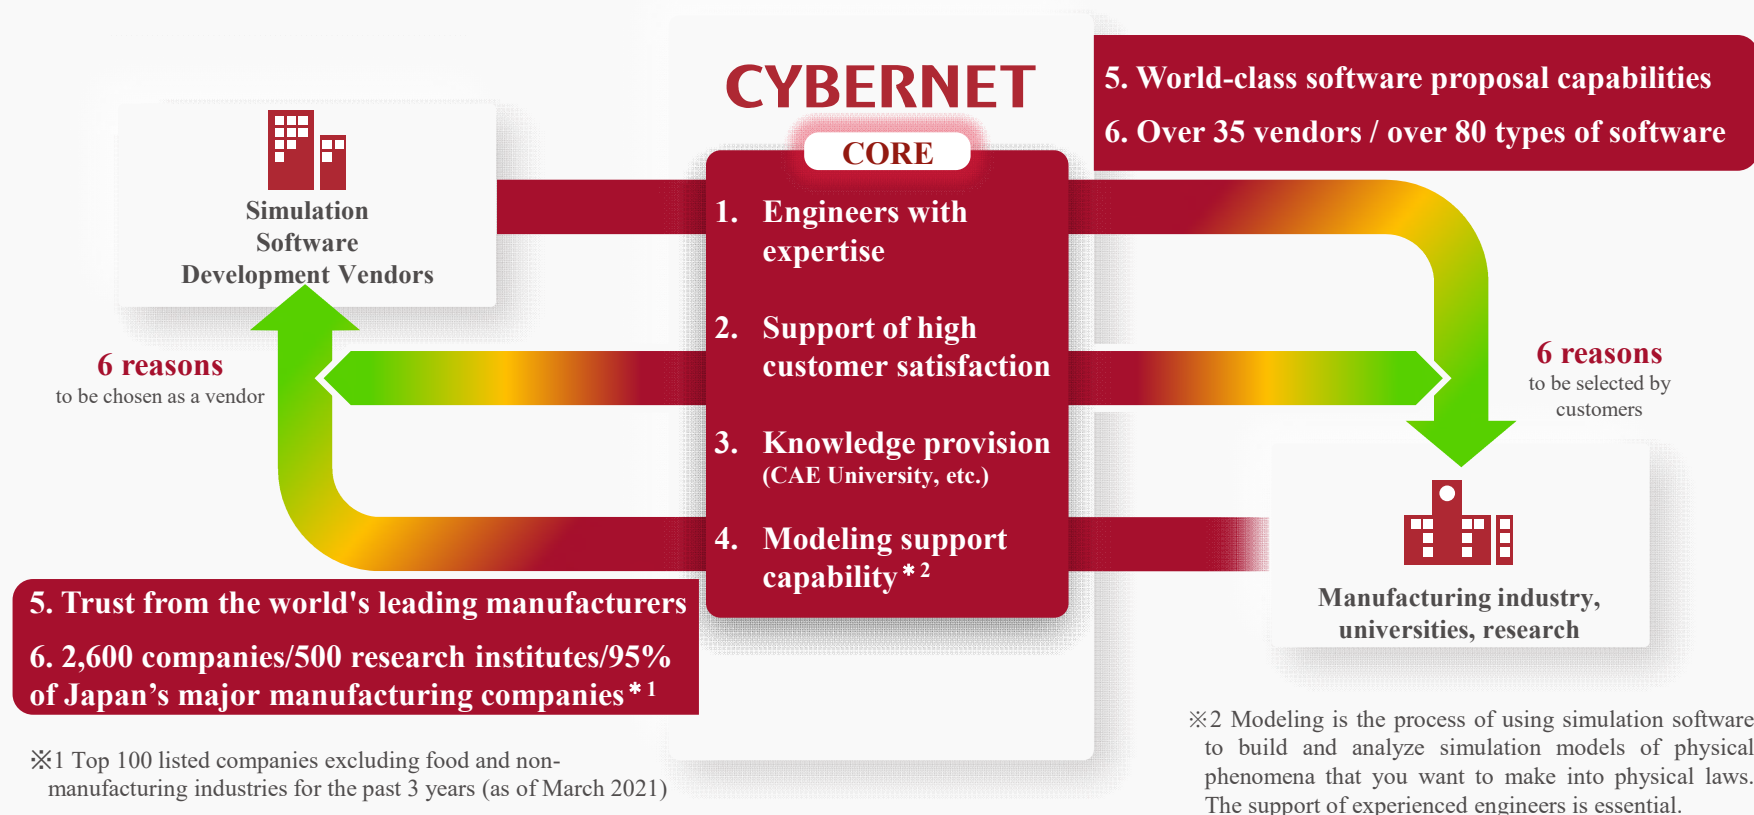 CYBERNET
CORE
1. Engineers with
expertise
2. Support of high
customer satisfaction
3. Knowledge provision
(CAE University, etc.)
4. Modeling support
capability*2
Simulation
Software
Development Vendors
6 reasons
to be chosen as a vendor
5. Trust from the world's leading manufacturers
6. 2,600 companies/500 research institutes/95%
of Japan’s major manufacturing companies*1
※1 Top 100 listed companies excluding food and non-
manufacturing industries for the past 3 years (as of March 2021)
5. World-class software proposal capabilities
6. Over 35 vendors / over 80 types of software
6 reasons
to be selected by
customers
Manufacturing industry,
universities, research
※2 Modeling is the process of using simulation software
to build and analyze simulation models of physical
phenomena that you want to make into physical laws.
The support of experienced engineers is essential.